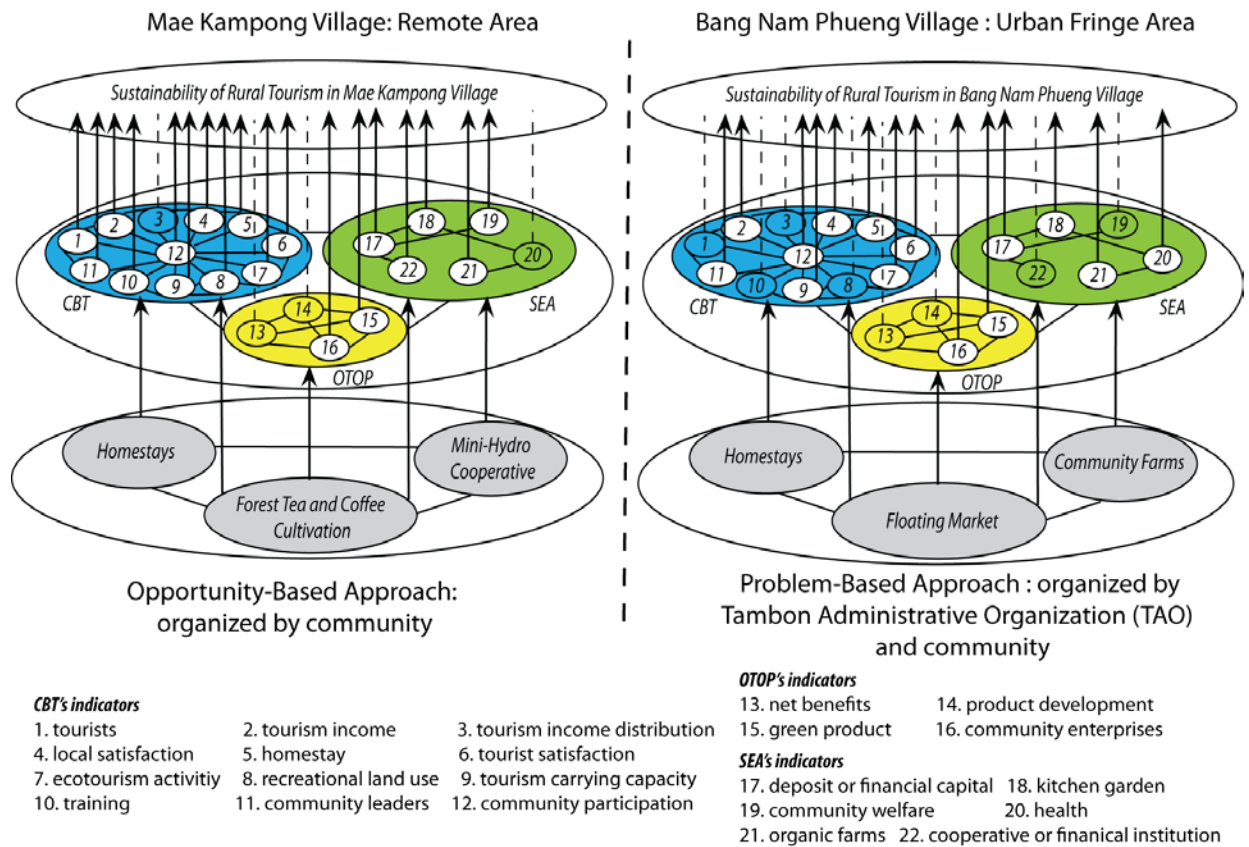 Mae Kampong Village: Remote Area
Sustainability of Rural Tourism in Mae Kampong Village
1
2
3
4
5
6
11
10
9
8
17
12
CBT
17
18
19
20
22
21
SEA
14
13
15
16
OTOP
Homestays
Mini-Hydro
Cooperative
Forest Tea and Coffee
Cultivation
Opportunity-Based Approach:
organized by community
Bang Nam Phueng Village : Urban Fringe Area
Sustainability of Rural Tourism in Bang Nam Phueng Village
1
2
3
4
5
6
11
10
9
8
17
12
CBT
17
18
19
20
22
21
SEA
14
13
15
16
OTOP
Homestays
Community Farms
Floating Market
Problem-Based Approach : organized by
Tambon Administrative Organization (TAO)
and community
CBT's indicators
1. tourists 2. tourism income 3. tourism income distribution
4. local satisfaction 5. homestay 6. tourist satisfaction
7. ecotourism activitiy 8. recreational land use 9. tourism carrying capacity
10. training 11. community leaders 12. community participation
OTOP's indicators
13. net benefits 14. product development
15. green product 16. community enterprises
SEA's indicators
17. deposit or financial capital 18. kitchen garden
19. community welfare 20. health
21. organic farms 22. cooperative or finanical institution